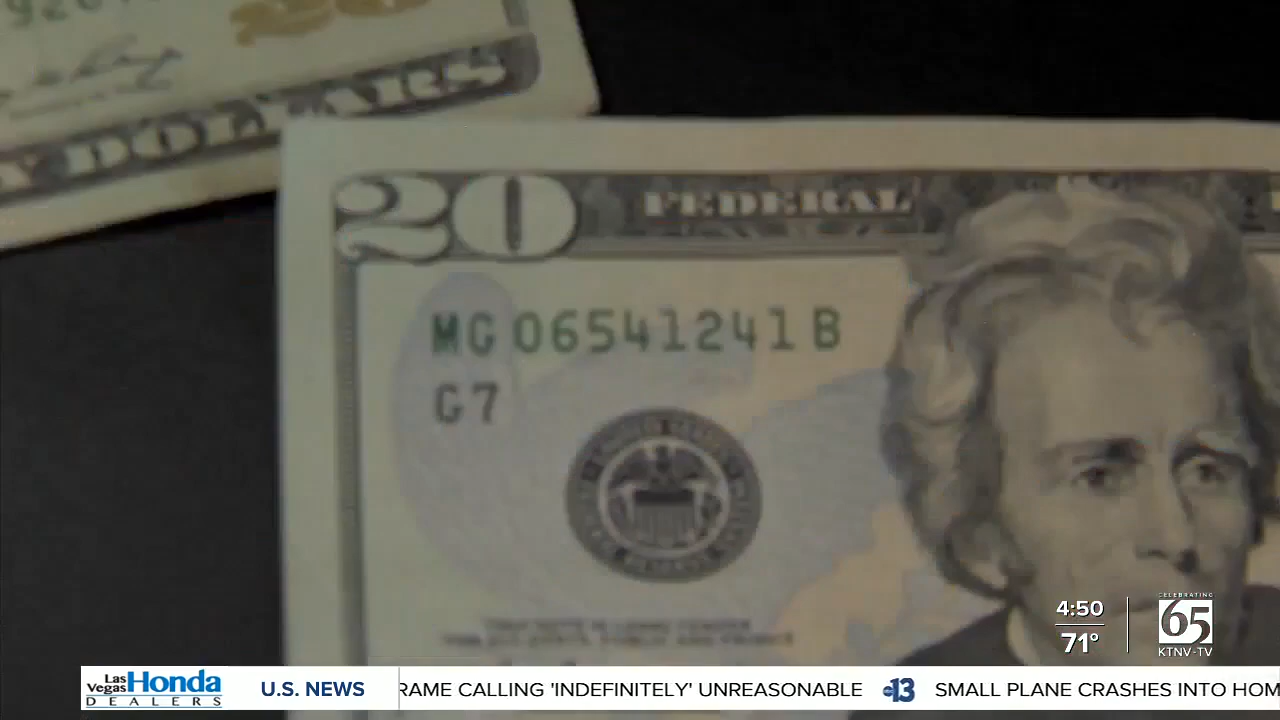 Y DOLLARS
20 FEDERAL
MG 06541241 B
G7
4:50
71°
CELEBRATING
65
KTNV-TV
Las Vegas Honda
DEALERS
U.S. NEWS
RAME CALLING 'INDEFINITELY' UNREASONABLE
abc 13
SMALL PLANE CRASHES INTO HOM